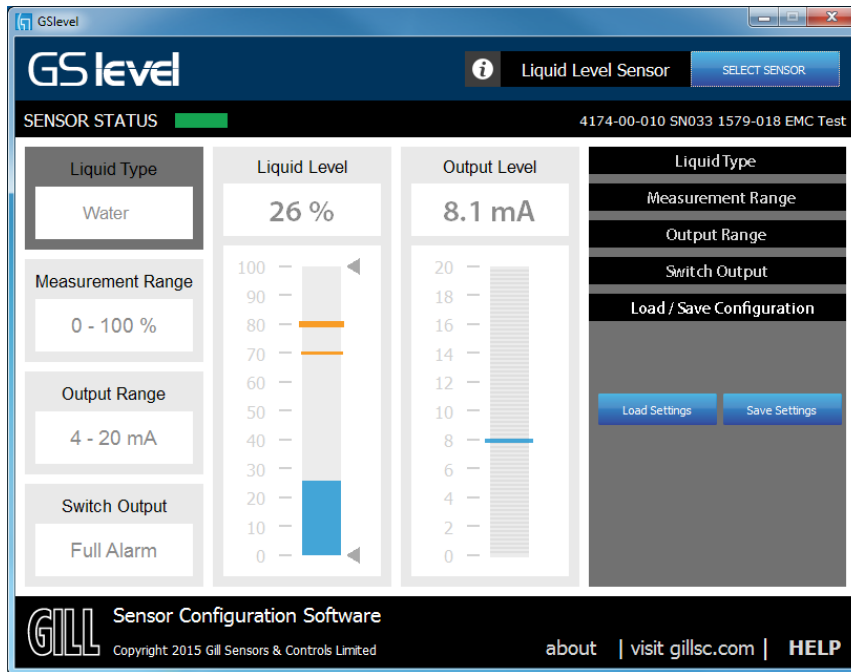 GSlevel
GS level
i Liquid Level Sensor SELECT SENSOR
SENSOR STATUS 4174-00-010 SN033 1579-018 EMC Test
Liquid Type
Water
Measurement Range
0 - 100 %
Output Range
4 - 20 mA
Switch Output
Full Alarm
Liquid Level
26 %
100
90
80
70
60
50
40
30
20
10
0
Output Level
8.1 mA
20
18
16
14
12
10
8
6
4
2
0
Liquid Type
Measurement Range
Output Range
Switch Output
Load / Save Configuration
Load Settings Save Settings
GILL Sensor Configuration Software
Copyright 2015 Gill Sensors & Controls Limited
about | visit gillsc.com | HELP